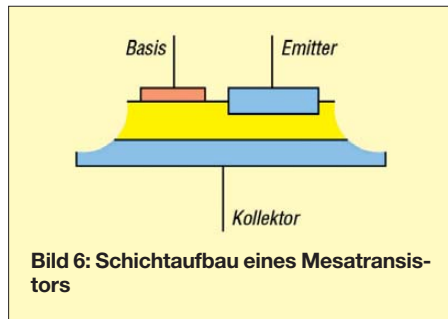 Basis Emitter
Kollektor
Bild 6: Schichtaufbau eines Mesatransis-
tors